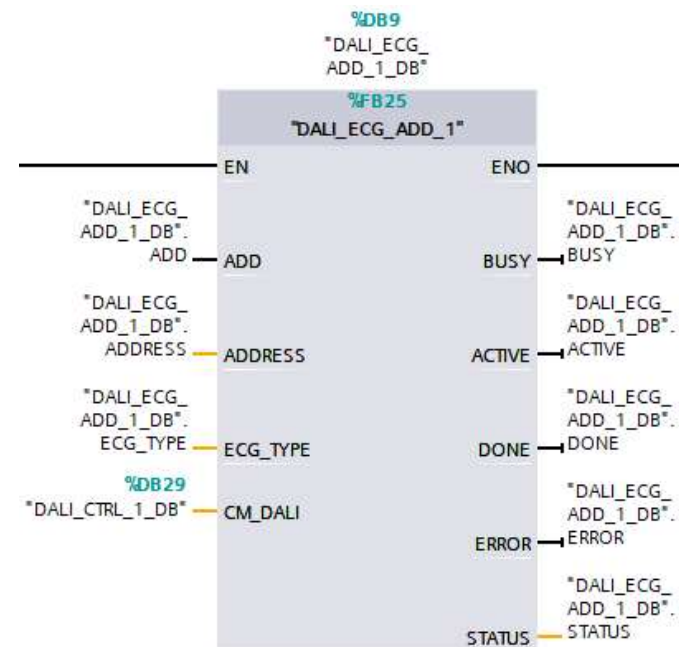 %DB9
"DALI_ECG_
ADD_1_DB"
%FB25
"DALI_ECG_ADD_1"
EN
ENO
"DALI_ECG_
ADD_1_DB".
ADD
ADD
"DALI_ECG_
ADD_1_DB".
BUSY
BUSY
"DALI_ECG_
ADD_1_DB".
ADDRESS
ADDRESS
"DALI_ECG_
ADD_1_DB".
ACTIVE
ACTIVE
"DALI_ECG_
ADD_1_DB".
ECG_TYPE
ECG_TYPE
"DALI_ECG_
ADD_1_DB".
DONE
DONE
%DB29
"DALI_CTRL_1_DB"
CM_DALI
"DALI_ECG_
ADD_1_DB".
ERROR
ERROR
"DALI_ECG_
ADD_1_DB".
STATUS
STATUS